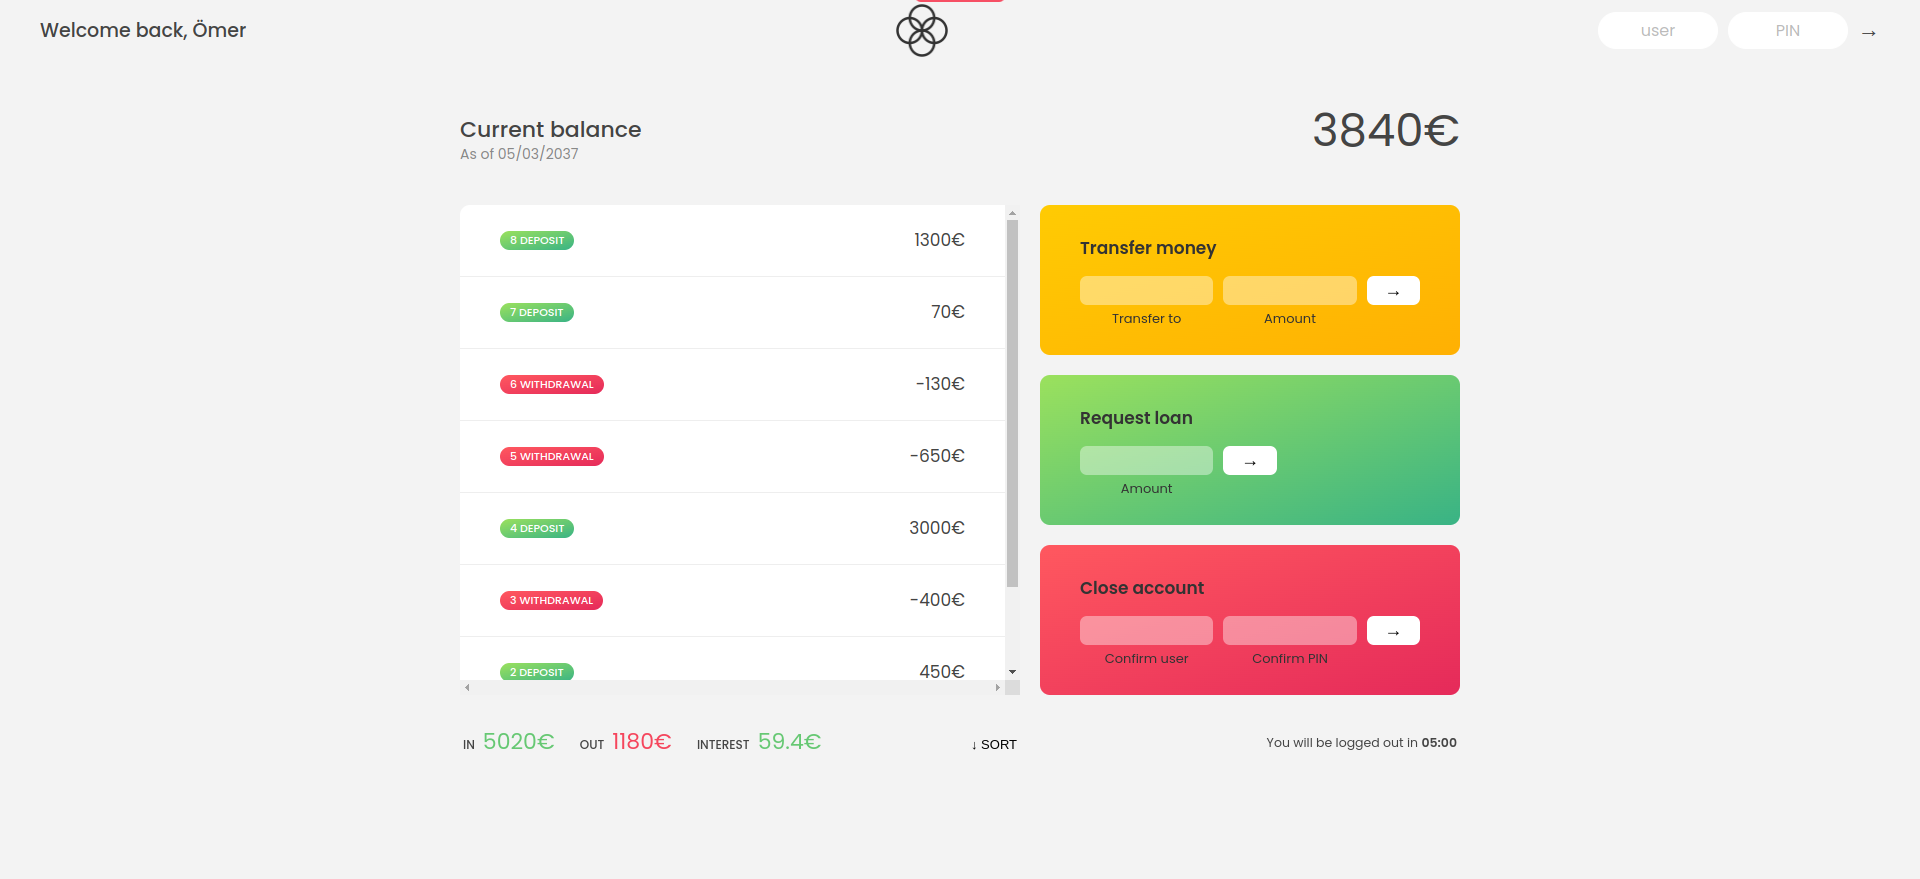 Welcome back, Ömer
user
PIN
→
Current balance
As of 05/03/2037
3840€
8 DEPOSIT
1300€
7 DEPOSIT
70€
6 WITHDRAWAL
-130€
5 WITHDRAWAL
-650€
4 DEPOSIT
3000€
3 WITHDRAWAL
-400€
2 DEPOSIT
450€
Transfer money
→
Transfer to
Amount
Request loan
→
Amount
Close account
→
Confirm user
Confirm PIN
IN 5020€ OUT 1180€ INTEREST 59.4€
↓ SORT
You will be logged out in 05:00